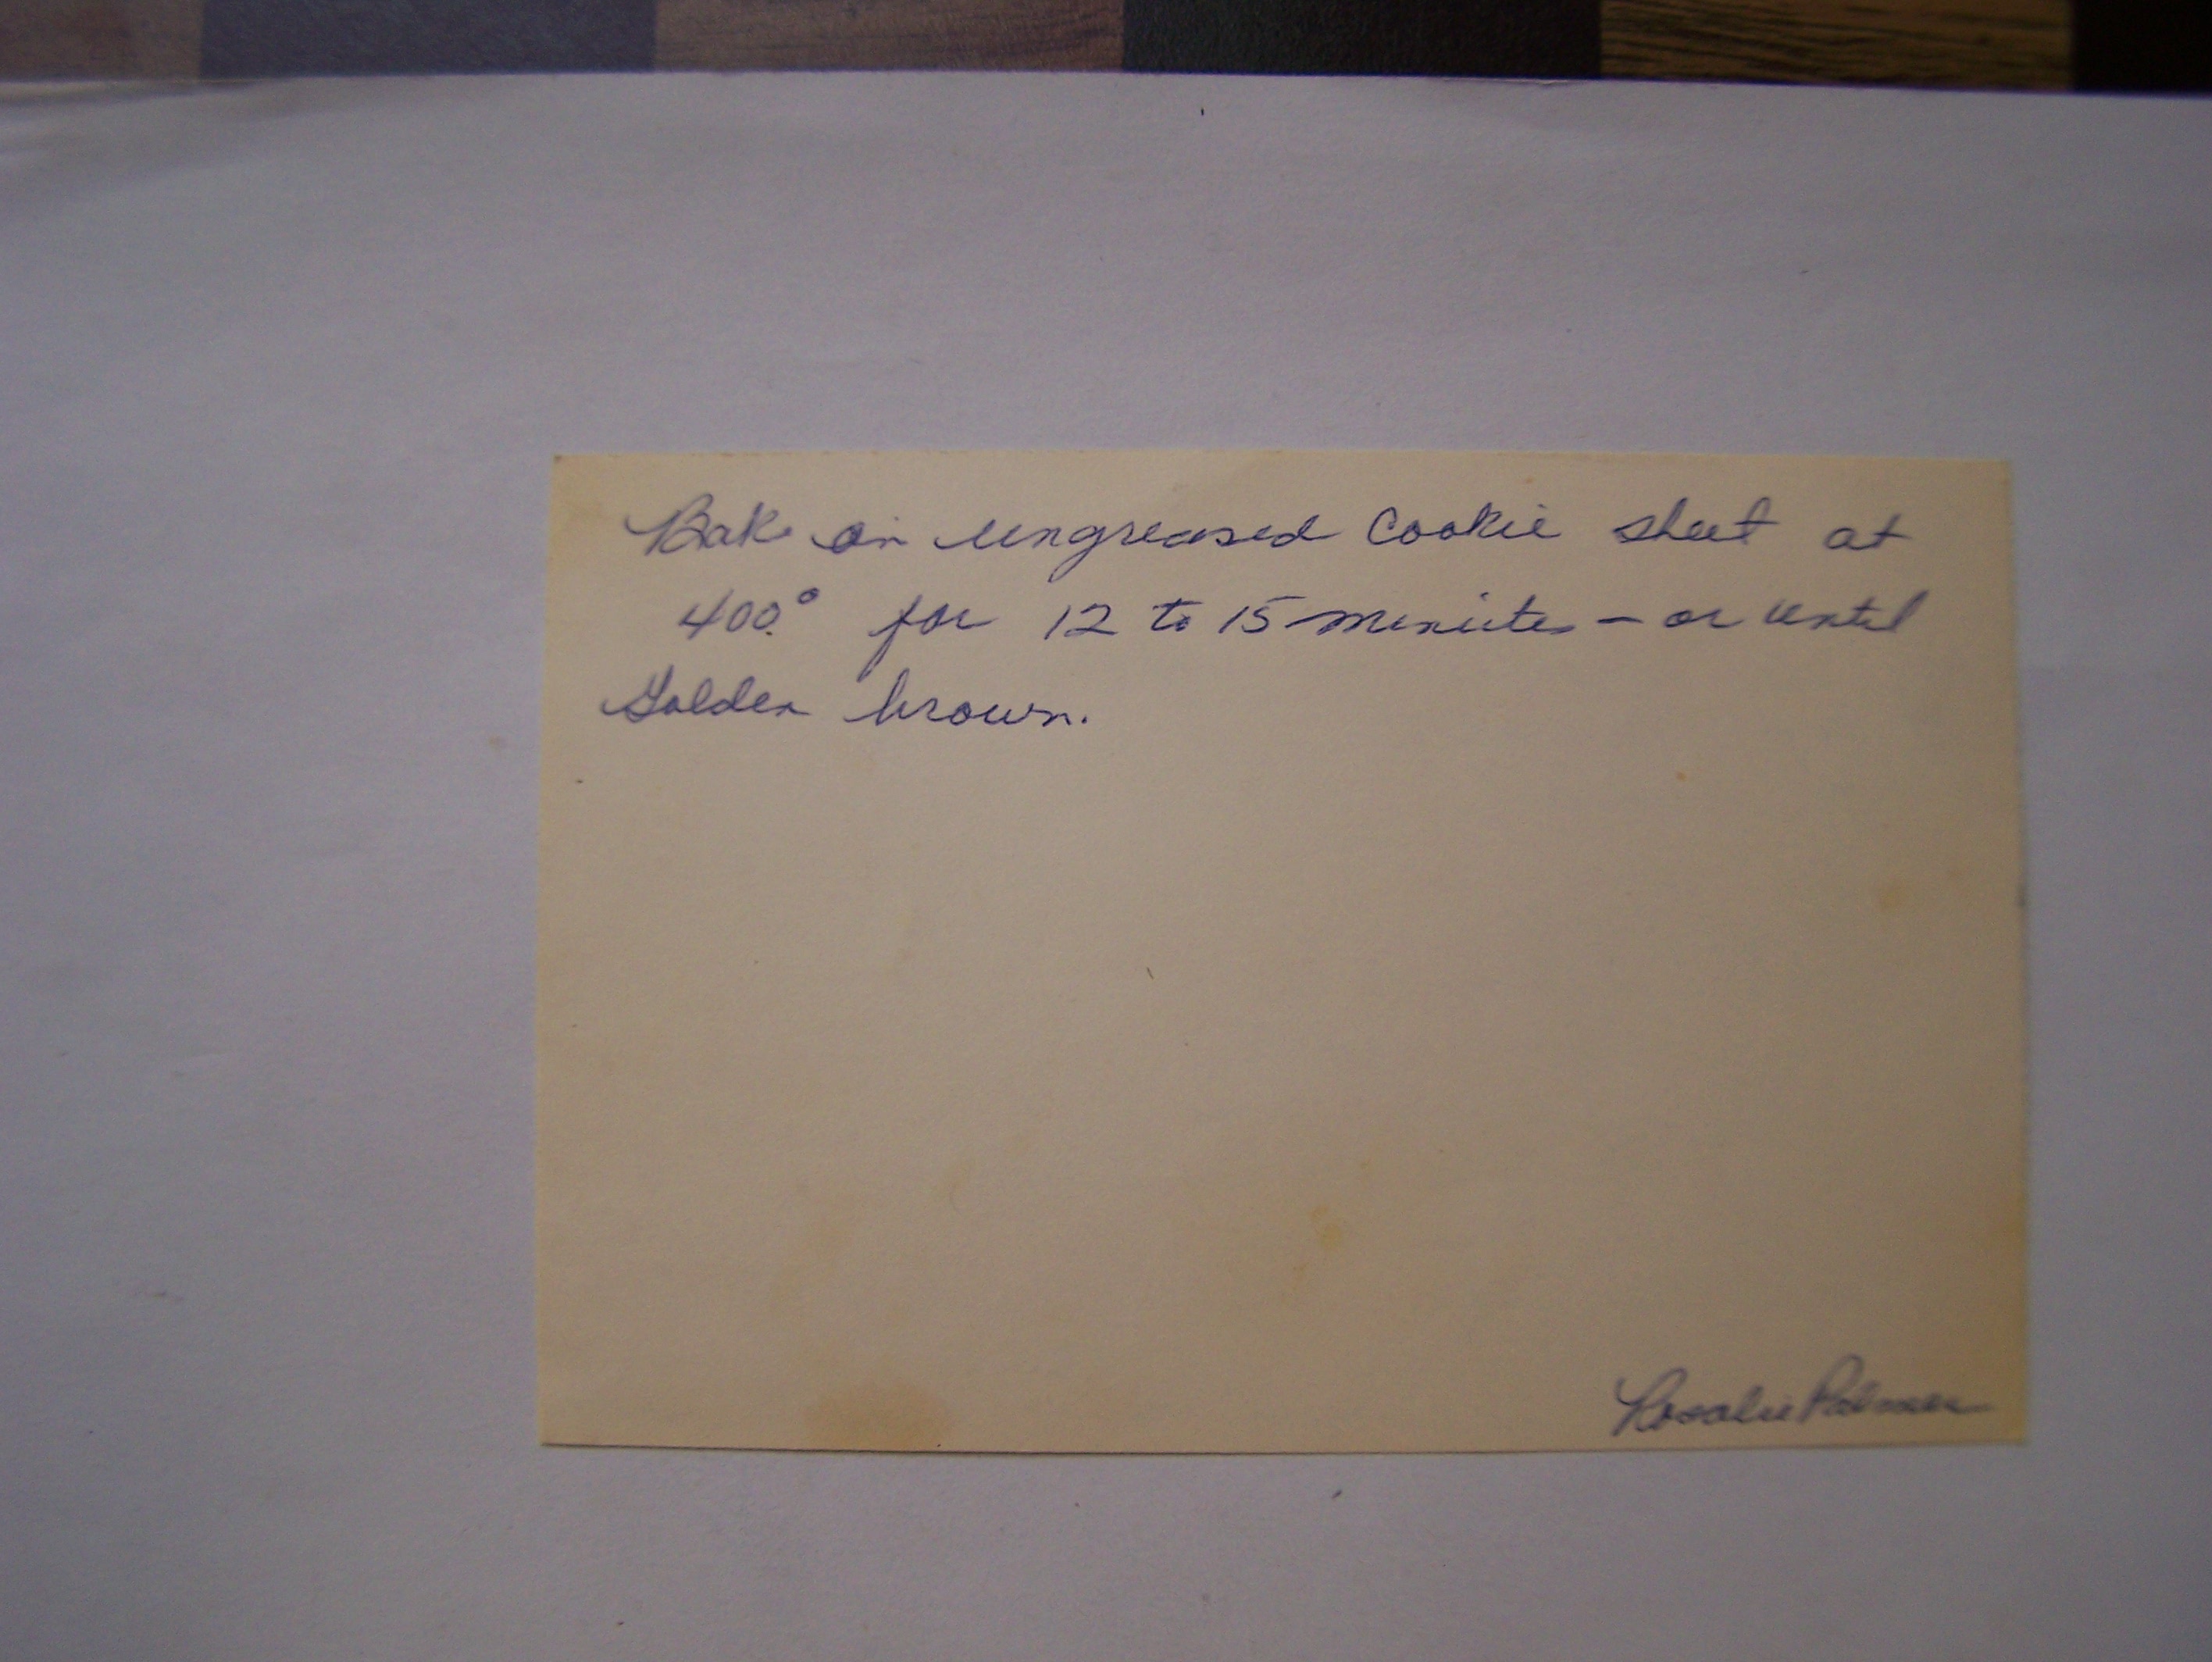 Bake on ungreased Cookie sheet at
400° for 12 to 15 minutes - or until
Golden brown.
Rosalie Palmer